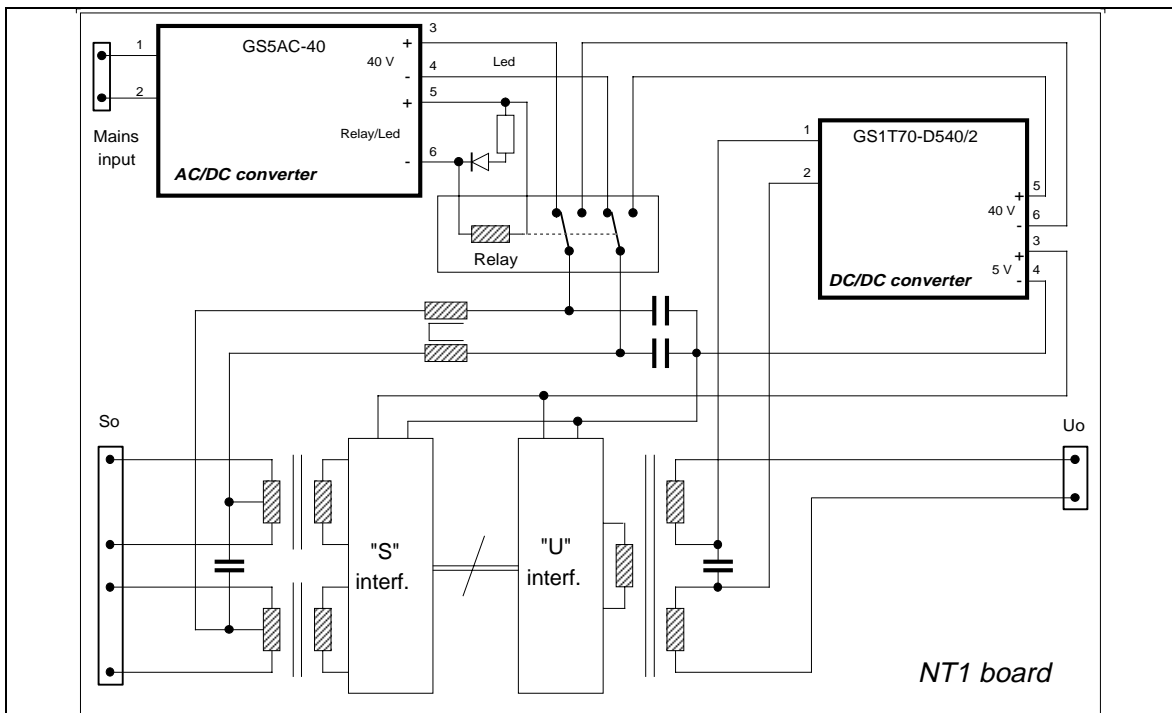 GS5AC-40
1
2
Mains
input
40 V
+
-
+
-
3
4
5
6
Relay/Led
AC/DC converter
Led
Relay
GS1T70-D540/2
1
2
40 V
+
-
5 V
+
-
5
6
3
4
DC/DC converter
So
Uo
"S"
interf.
"U"
interf.
NT1 board